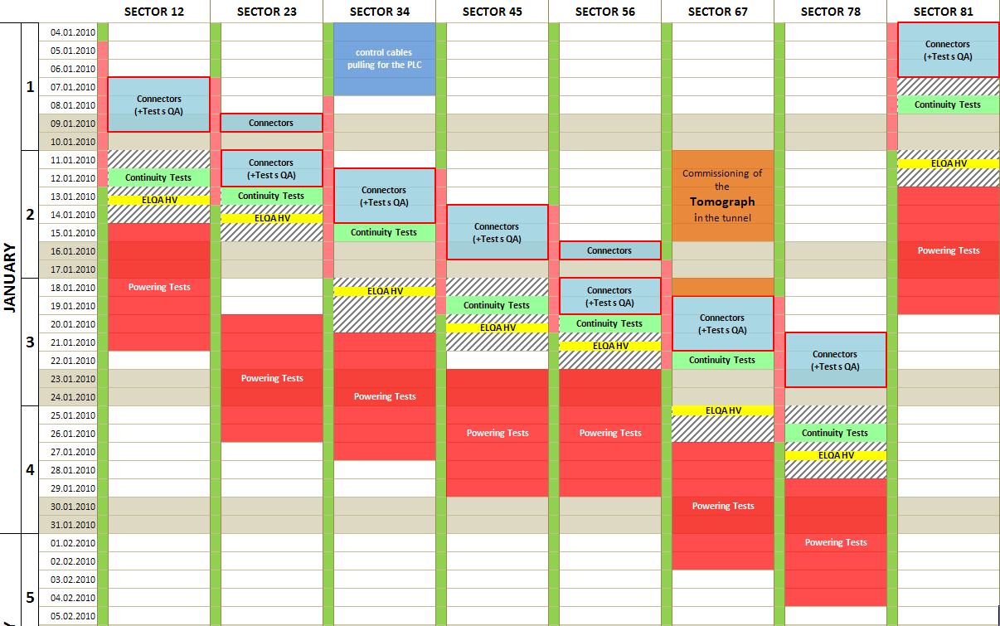 SECTOR 12 SECTOR 23 SECTOR 34 SECTOR 45 SECTOR 56 SECTOR 67 SECTOR 78 SECTOR 81
JANUARY
1
04.01.2010
control cables
pulling for the PLC
Connectors
(+Test s QA)
05.01.2010
06.01.2010
07.01.2010
Connectors
(+Test s QA)
08.01.2010 Continuity Tests
09.01.2010 Connectors
10.01.2010
2
11.01.2010 ELQA HV
Connectors
(+Test s QA)
12.01.2010 Continuity Tests
Connectors
(+Test s QA)
Commissioning of
the
Tomograph
in the tunnel
13.01.2010 ELQA HV Continuity Tests
14.01.2010 ELQA HV
Connectors
(+Test s QA)
15.01.2010 Continuity Tests
16.01.2010 Connectors Powering Tests
17.01.2010
3
18.01.2010 Powering Tests ELQA HV
Connectors
(+Test s QA)
19.01.2010 Continuity Tests
20.01.2010 ELQA HV Continuity Tests
Connectors
(+Test s QA)
21.01.2010 ELQA HV
22.01.2010 Continuity Tests
Connectors
(+Test s QA)
23.01.2010 Powering Tests
24.01.2010 Powering Tests
4
25.01.2010 ELQA HV
26.01.2010 Powering Tests Powering Tests Continuity Tests
27.01.2010 ELQA HV
28.01.2010
29.01.2010
30.01.2010 Powering Tests
31.01.2010
5
01.02.2010 Powering Tests
02.02.2010
03.02.2010
04.02.2010
05.02.2010